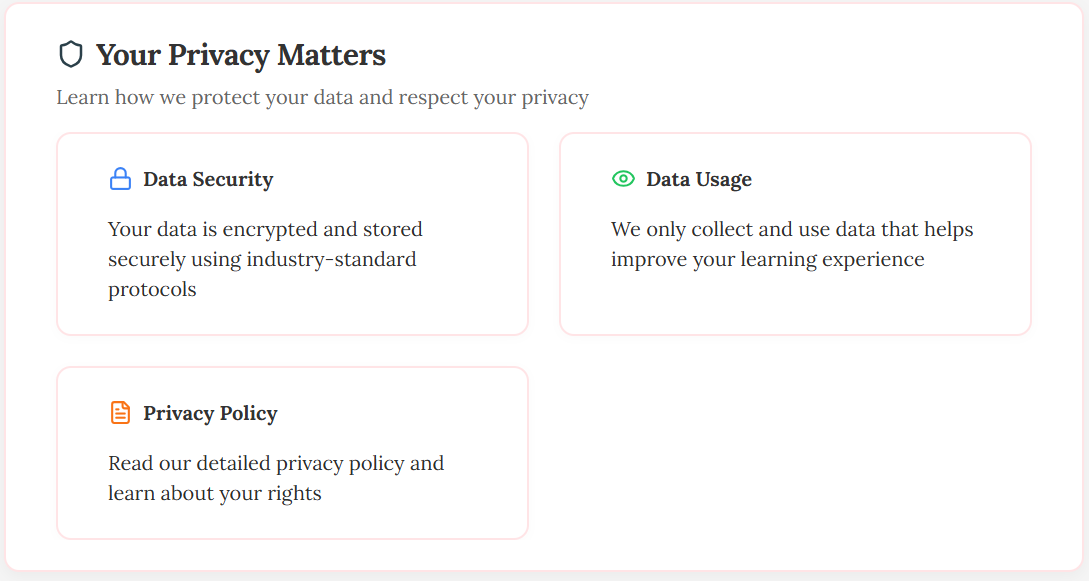 Your Privacy Matters
Learn how we protect your data and respect your privacy
Data Security
Your data is encrypted and stored
securely using industry-standard
protocols
Data Usage
We only collect and use data that helps
improve your learning experience
Privacy Policy
Read our detailed privacy policy and
learn about your rights